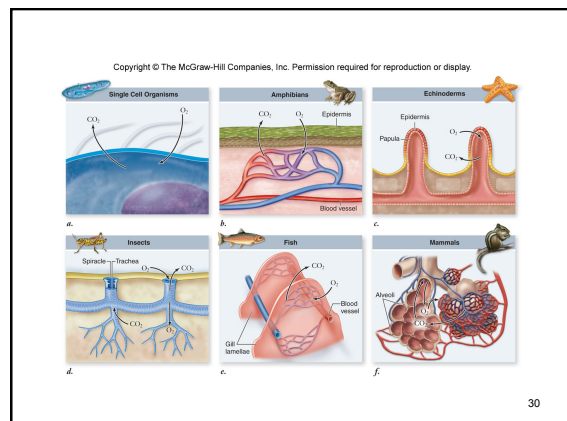 Copyright © The McGraw-Hill Companies, Inc. Permission required for reproduction or display.
Single Cell Organisms
CO2
O2
a.
Amphibians
CO2
O2
Epidermis
Blood vessel
b.
Echinoderms
Epidermis
Papula
O2
CO2
c.
Insects
Spiracle
Trachea
O2
CO2
CO2
O2
d.
Fish
CO2
O2
Blood
vessel
Gill
lamellae
e.
Mammals
Alveoli
O2
CO2
f.
30